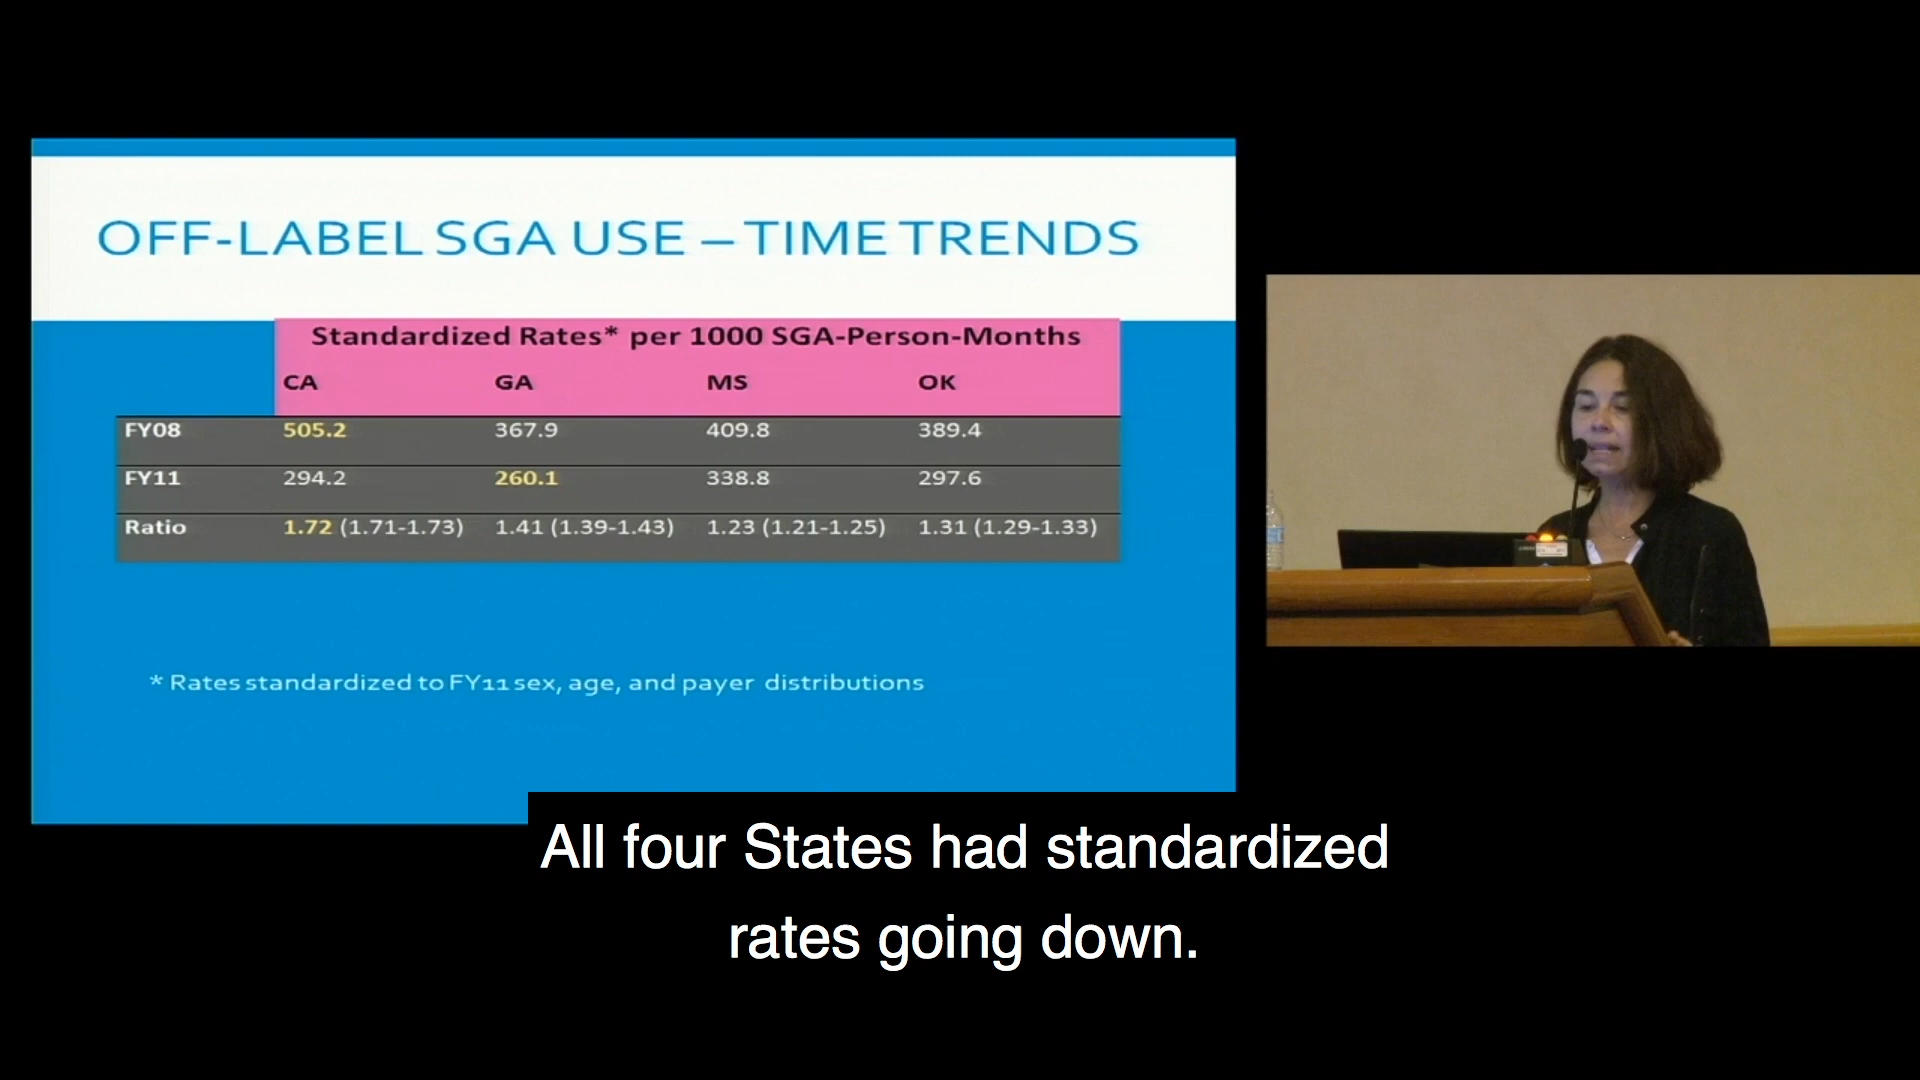 OFF-LABEL SGA USE – TIME TRENDS
Standardized Rates* per 1000 SGA-Person-Months
CA GA MS OK
FY08 505.2 367.9 409.8 389.4
FY11 294.2 260.1 338.8 297.6
Ratio 1.72 (1.71-1.73) 1.41 (1.39-1.43) 1.23 (1.21-1.25) 1.31 (1.29-1.33)
* Rates standardized to FY11 sex, age, and payer distributions
All four States had standardized
rates going down.